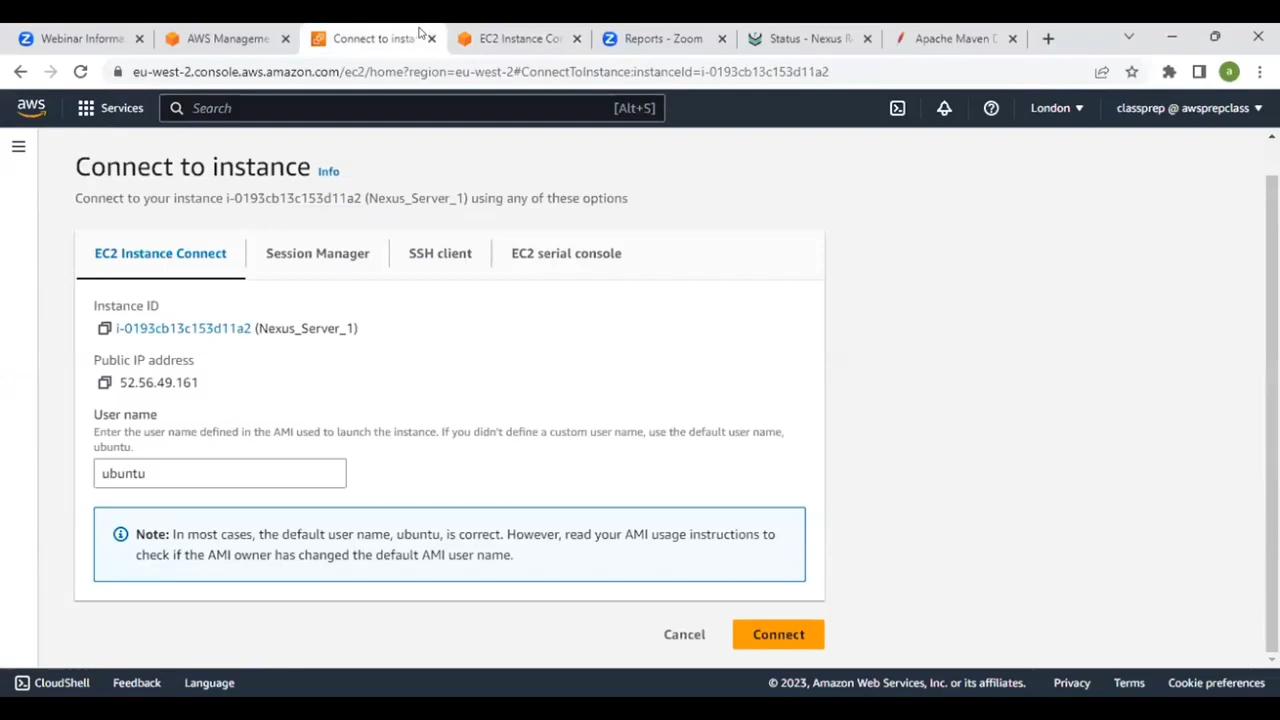 Webinar Informa
AWS Manageme
Connect to insta
EC2 Instance Co
Reports - Zoom
Status - Nexus R
Apache Maven
eu-west-2.console.aws.amazon.com/ec2/home?region=eu-west-2#ConnectToInstance:instanceId=i-0193cb13c153d11a2
a
aws
Services
Search
[Alt+S]
London
classprep @ awsprepclass
Connect to instance
Info
Connect to your instance i-0193cb13c153d11a2 (Nexus_Server_1) using any of these options
EC2 Instance Connect
Session Manager
SSH client
EC2 serial console
Instance ID
i-0193cb13c153d11a2 (Nexus_Server_1)
Public IP address
52.56.49.161
User name
Enter the user name defined in the AMI used to launch the instance. If you didn't define a custom user name, use the default user name,
ubuntu.
ubuntu
Note: In most cases, the default user name, ubuntu, is correct. However, read your AMI usage instructions to
check if the AMI owner has changed the default AMI user name.
Cancel
Connect
CloudShell
Feedback
Language
© 2023, Amazon Web Services, Inc. or its affiliates.
Privacy
Terms
Cookie preferences